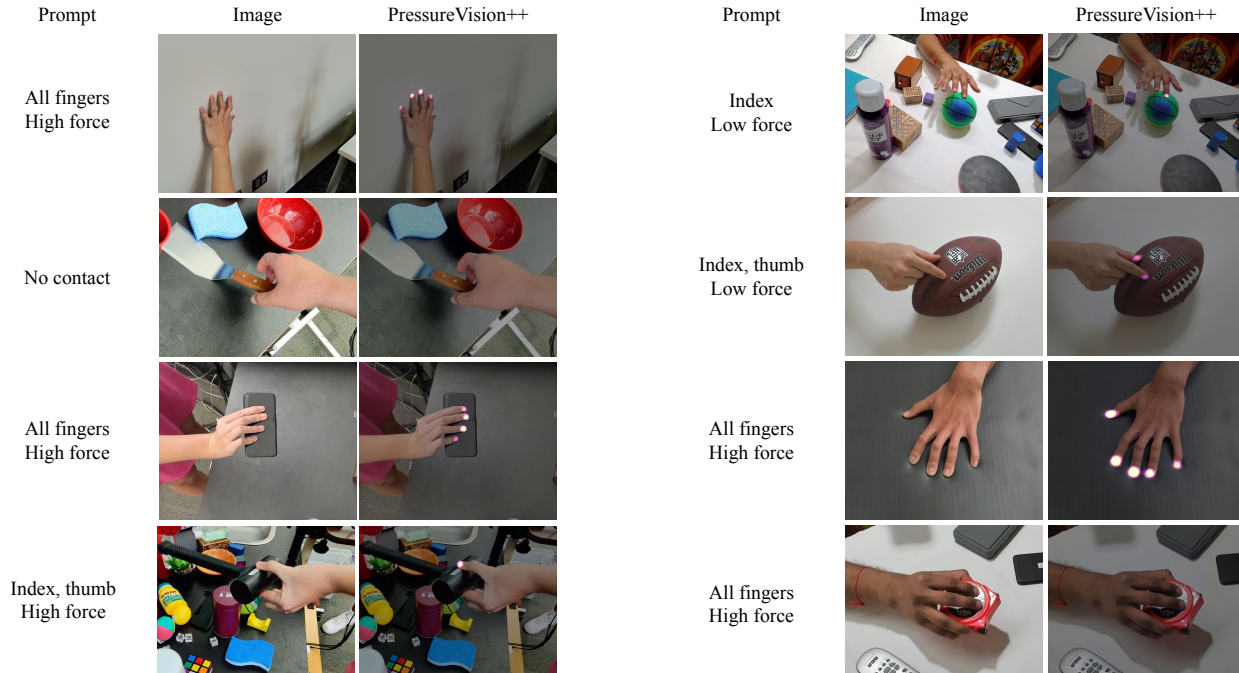 Prompt
Image
PressureVision++
All fingers
High force
No contact
All fingers
High force
Index, thumb
High force
Prompt
Image
PressureVision++
Index
Low force
Index, thumb
Low force
All fingers
High force
All fingers
High force